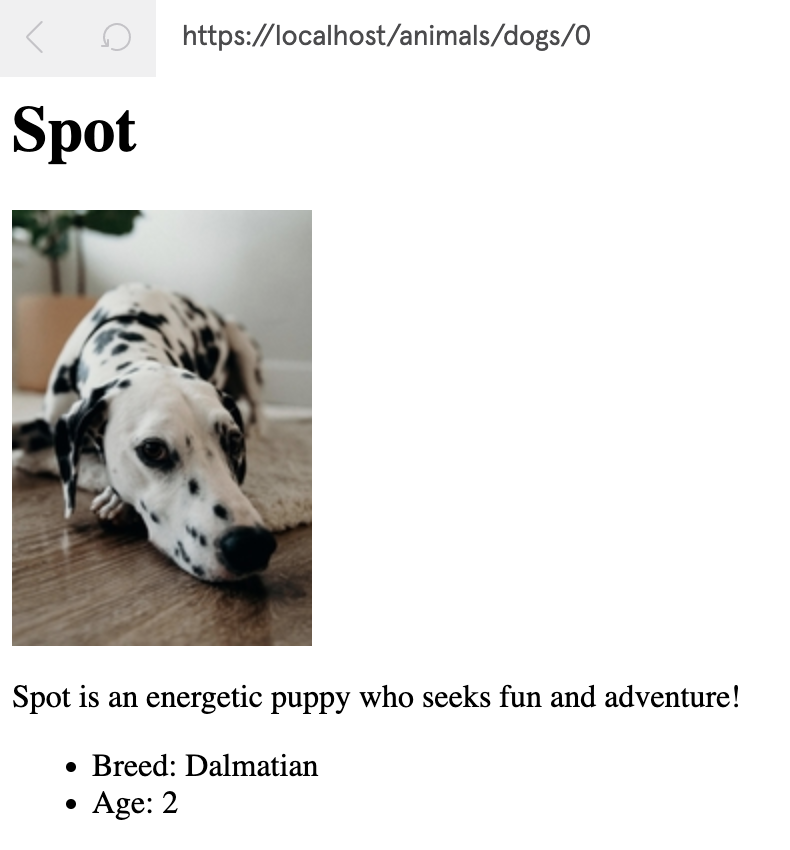 https://localhost/animals/dogs/0
Spot
Spot is an energetic puppy who seeks fun and adventure!
Breed: Dalmatian
Age: 2